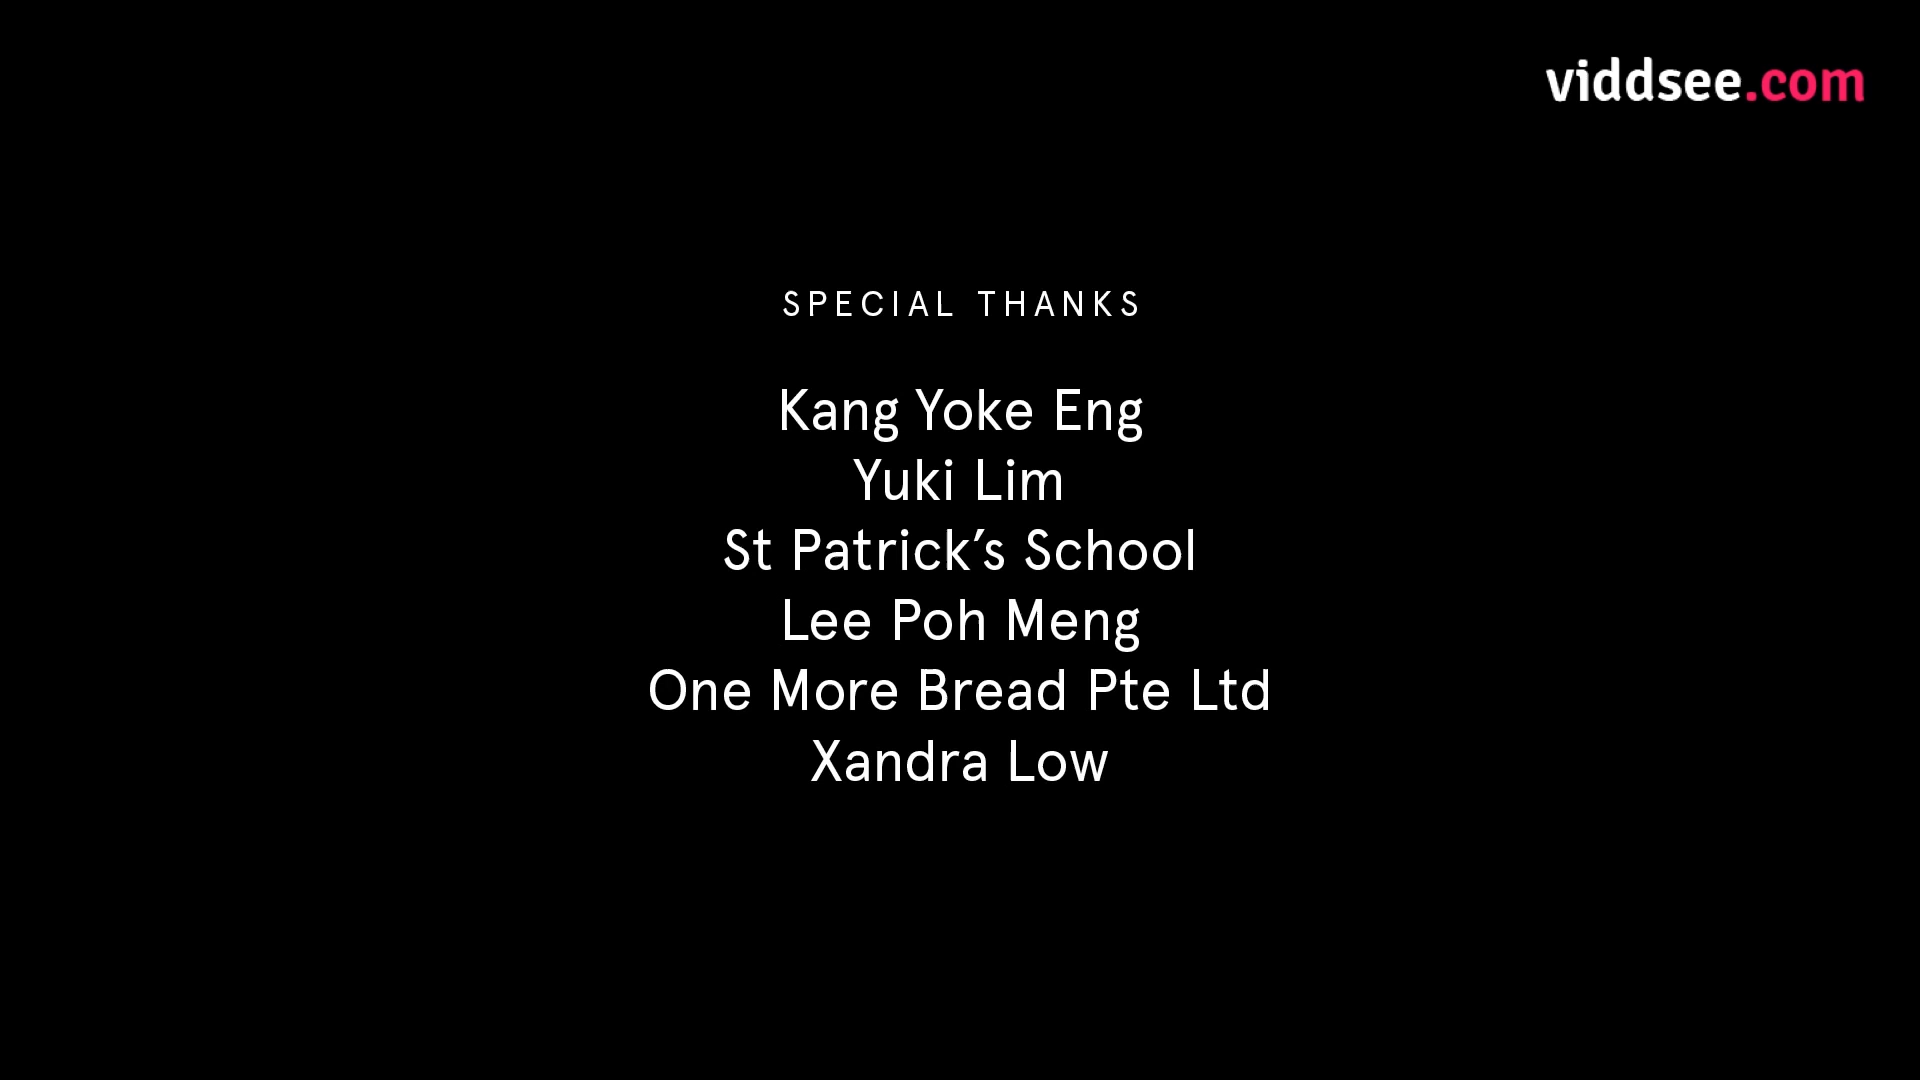 viddsee.com
SPECIAL THANKS
Kang Yoke Eng
Yuki Lim
St Patrick’s School
Lee Poh Meng
One More Bread Pte Ltd
Xandra Low